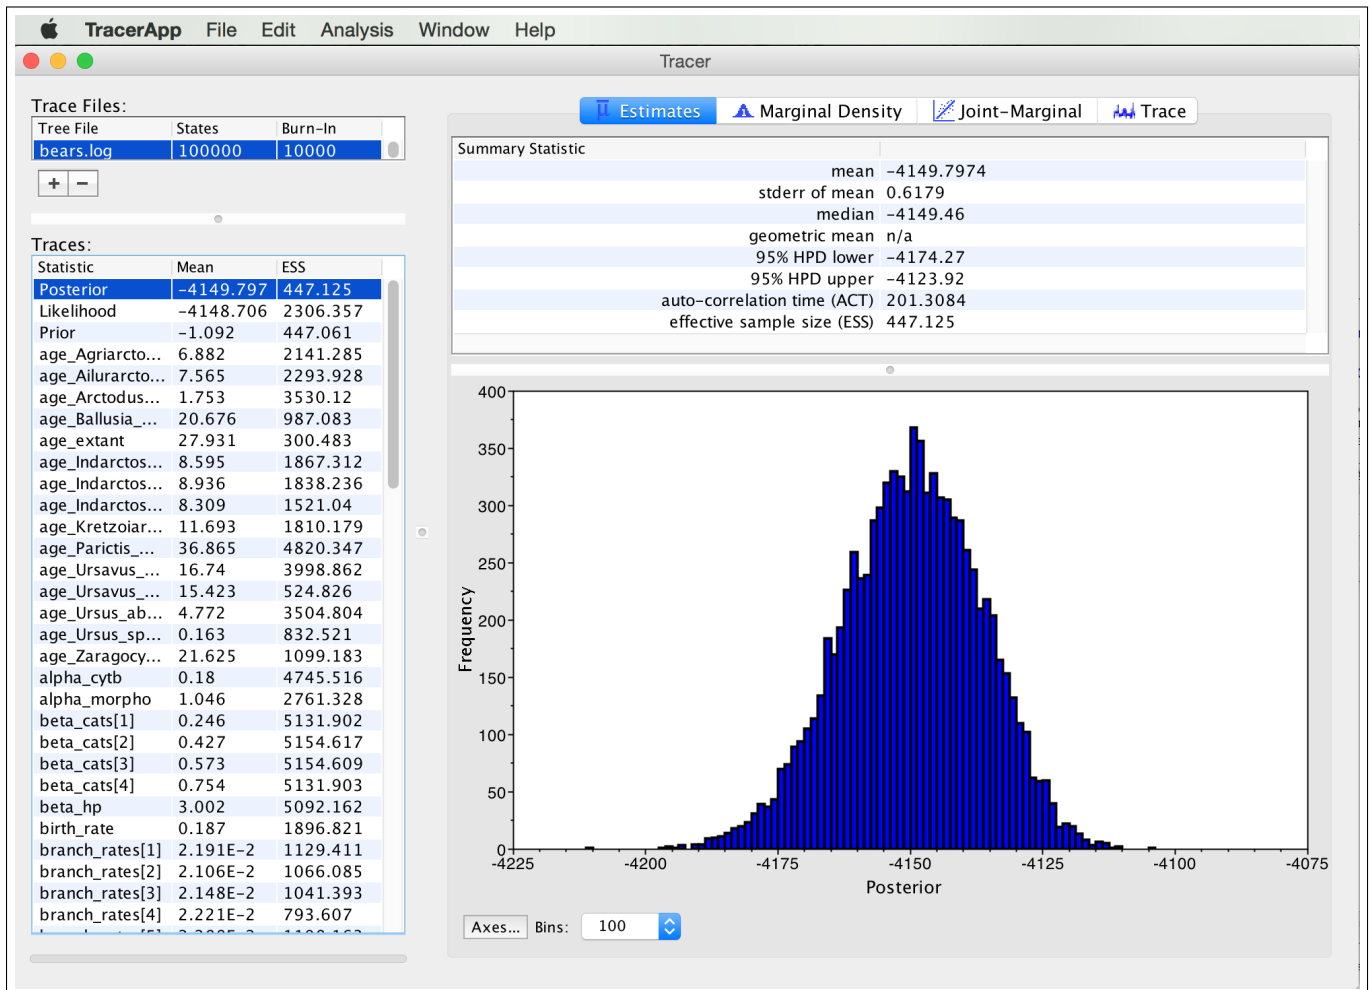 TracerApp File Edit Analysis Window Help
Tracer
Trace Files:
Tree File States Burn-In
bears.log 100000 10000
+ −
Traces:
Statistic Mean ESS
Posterior −4149.797 447.125
Likelihood −4148.706 2306.357
Prior −1.092 447.061
age_Agriarcto... 6.882 2141.285
age_Ailurarcto... 7.565 2293.928
age_Arctodus... 1.753 3530.12
age_Ballusia_... 20.676 987.083
age_extant 27.931 300.483
age_Indarctos... 8.595 1867.312
age_Indarctos... 8.936 1838.236
age_Indarctos... 8.309 1521.04
age_Kretzoiar... 11.693 1810.179
age_Parictis_... 36.865 4820.347
age_Ursavus_... 16.74 3998.862
age_Ursavus_... 15.423 524.826
age_Ursus_ab... 4.772 3504.804
age_Ursus_sp... 0.163 832.521
age_Zaragocy... 21.625 1099.183
alpha_cytb 0.18 4745.516
alpha_morpho 1.046 2761.328
beta_cats[1] 0.246 5131.902
beta_cats[2] 0.427 5154.617
beta_cats[3] 0.573 5154.609
beta_cats[4] 0.754 5131.903
beta_hp 3.002 5092.162
birth_rate 0.187 1896.821
branch_rates[1] 2.191E−2 1129.411
branch_rates[2] 2.106E−2 1066.085
branch_rates[3] 2.148E−2 1041.393
branch_rates[4] 2.221E−2 793.607
Estimates Marginal Density Joint-Marginal Trace
Summary Statistic
mean −4149.7974
stderr of mean 0.6179
median −4149.46
geometric mean n/a
95% HPD lower −4174.27
95% HPD upper −4123.92
auto-correlation time (ACT) 201.3084
effective sample size (ESS) 447.125
400
350
300
250
200
150
100
50
0
Frequency
-4225 -4200 -4175 -4150 -4125 -4100 -4075
Posterior
Axes... Bins: 100